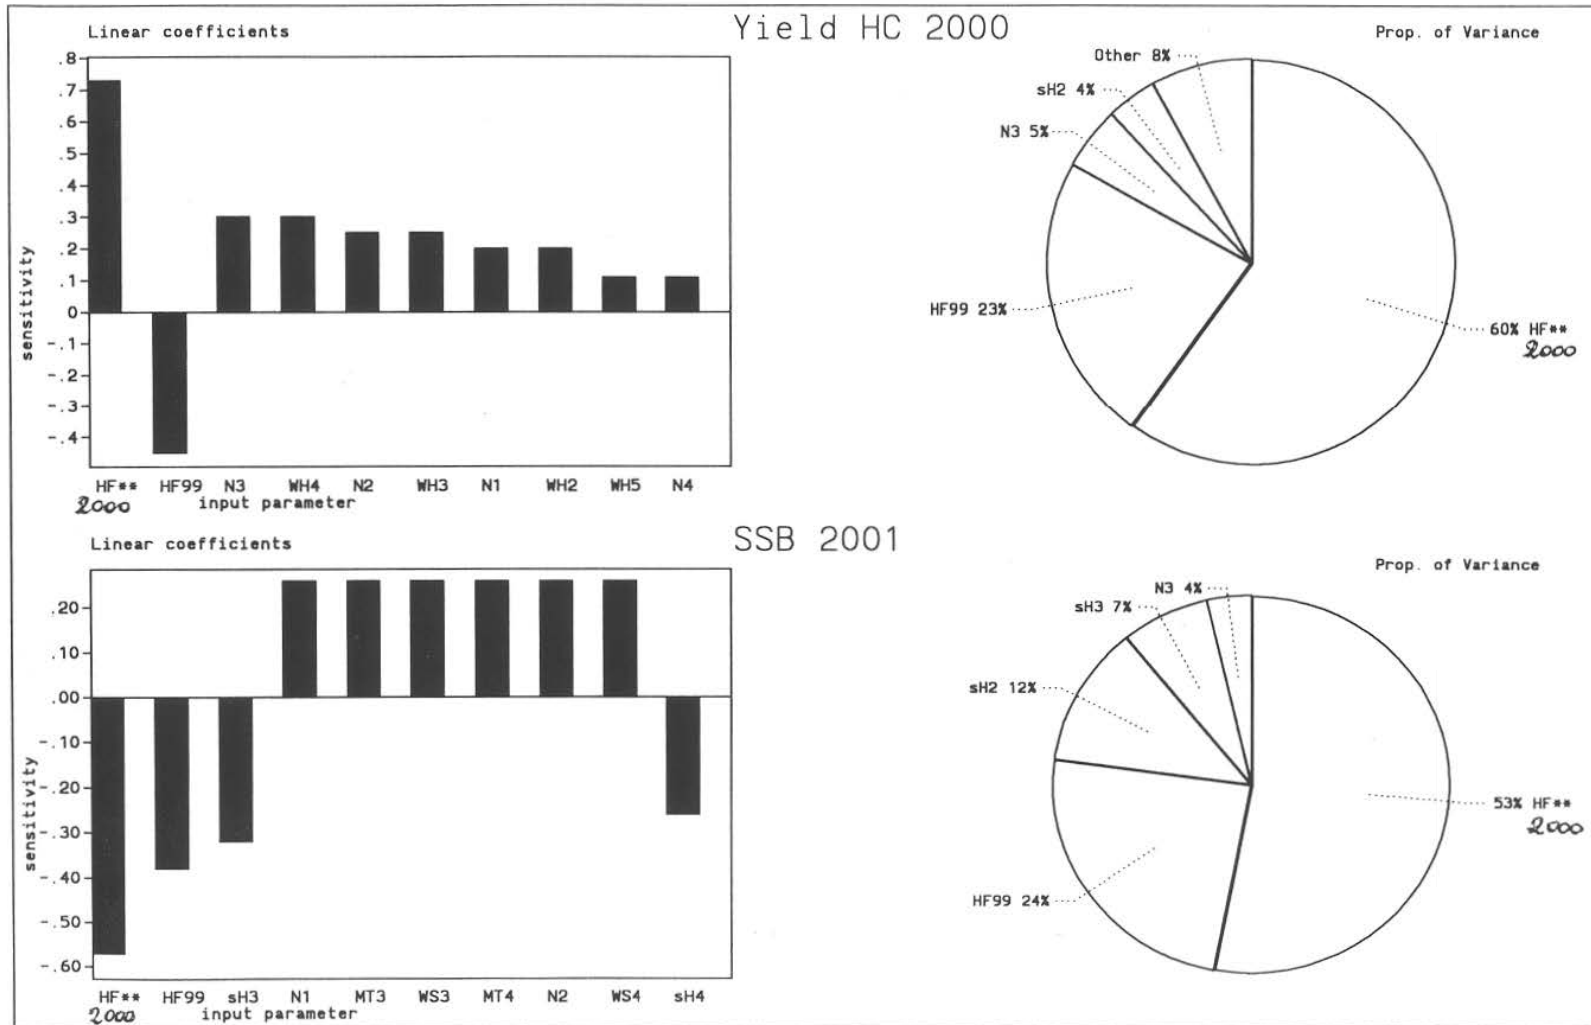 Yield HC 2000
Linear coefficients
Prop. of Variance
.8
.7
.6
.5
.4
.3
.2
.1
0
-.1
-.2
-.3
-.4
sensitivity
HF** HF99 N3 WH4 N2 WH3 N1 WH2 WH5 N4
2000
input parameter
Other 8%
sH2 4%
N3 5%
HF99 23%
60% HF**
2000
SSB 2001
Linear coefficients
Prop. of Variance
.20
.10
.00
-.10
-.20
-.30
-.40
-.50
-.60
sensitivity
HF** HF99 sH3 N1 MT3 WS3 MT4 N2 WS4 sH4
2000
input parameter
N3 4%
sH3 7%
sH2 12%
HF99 24%
53% HF**
2000